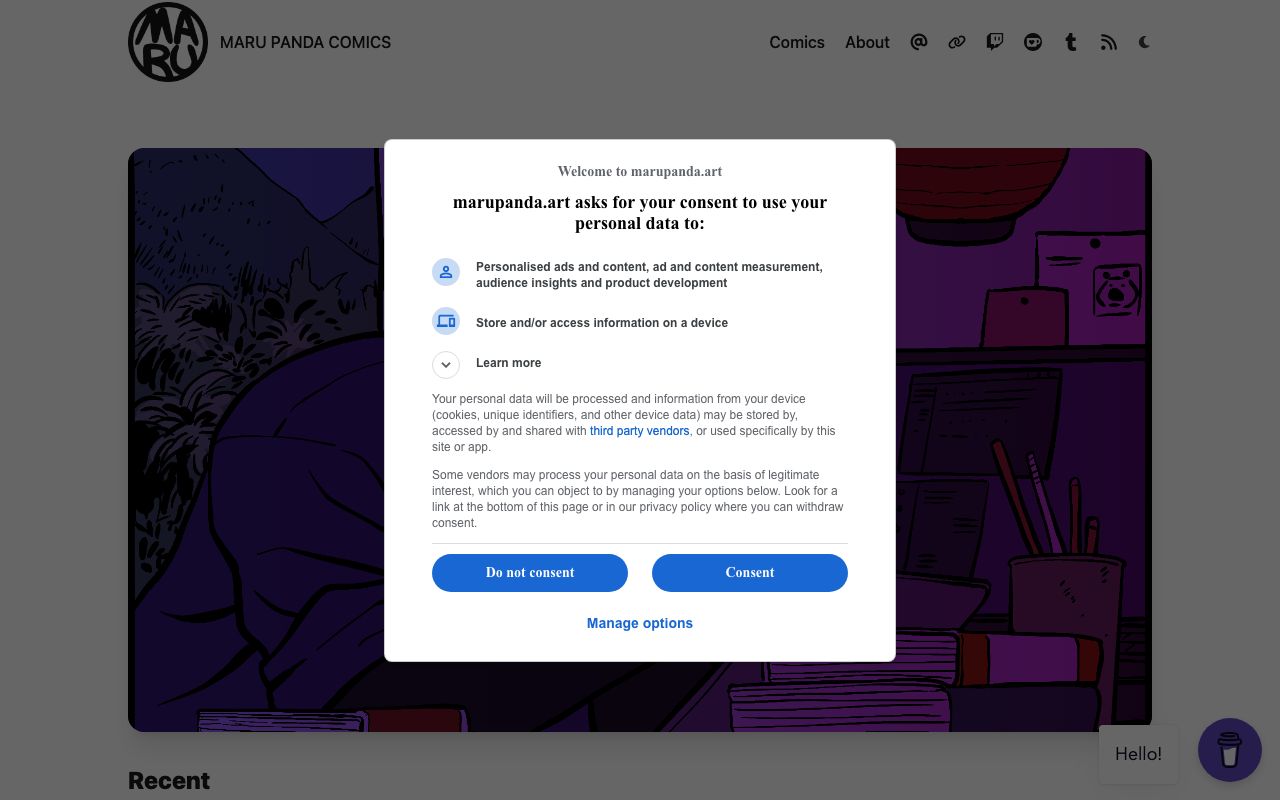 MARU
MARU PANDA COMICS
Comics
About
Welcome to marupanda.art
marupanda.art asks for your consent to use your
personal data to:
Personalised ads and content, ad and content measurement,
audience insights and product development
Store and/or access information on a device
Learn more
Your personal data will be processed and information from your device
(cookies, unique identifiers, and other device data) may be stored by,
accessed by and shared with third party vendors, or used specifically by this
site or app.
Some vendors may process your personal data on the basis of legitimate
interest, which you can object to by managing your options below. Look for a
link at the bottom of this page or in our privacy policy where you can withdraw
consent.
Do not consent
Consent
Manage options
Hello!
Recent